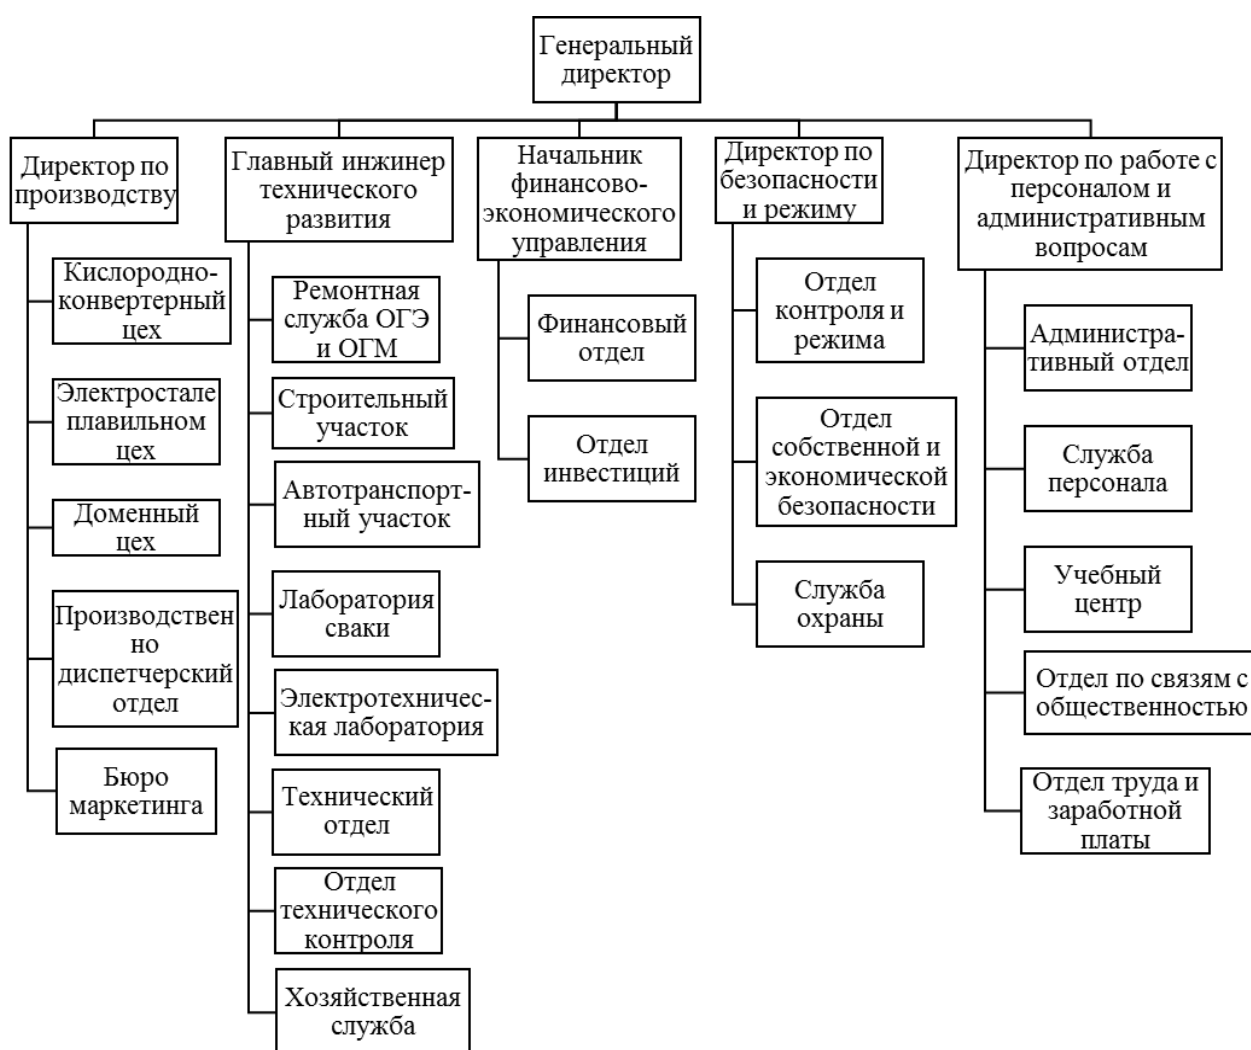 Генеральный
директор
Директор по
производству
Кислородно-
конвертерный
цех
Электростале
плавильном
цех
Доменный
цех
Производствен
но
диспетчерский
отдел
Бюро
маркетинга
Главный инжинер
технического
развития
Ремонтная
служба ОГЭ
и ОГМ
Строительный
участок
Автотранспорт-
ный участок
Лаборатория
сваки
Электротехничес-
кая лаборатория
Технический
отдел
Отдел
технического
контроля
Хозяйственная
служба
Начальник
финансово-
экономического
управления
Финансовый
отдел
Отдел
инвестиций
Директор по
безопасности
и режиму
Отдел
контроля и
режима
Отдел
собственной и
экономической
безопасности
Служба
охраны
Директор по работе с
персоналом и
административным
вопросам
Администра-
тивный отдел
Служба
персонала
Учебный
центр
Отдел по связям с
общественностью
Отдел труда и
заработной
платы